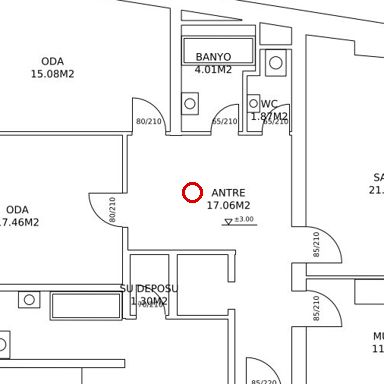 ODA
15.08M2
BANYO
4.01M2
WC
1.87M2
80/210
65/210
65/210
ANTRE
17.06M2
±3.00
ODA
17.46M2
80/210
SA
21.
85/210
SU DEPOSU
1.30M2
70/210
85/210
MU
11
85/220